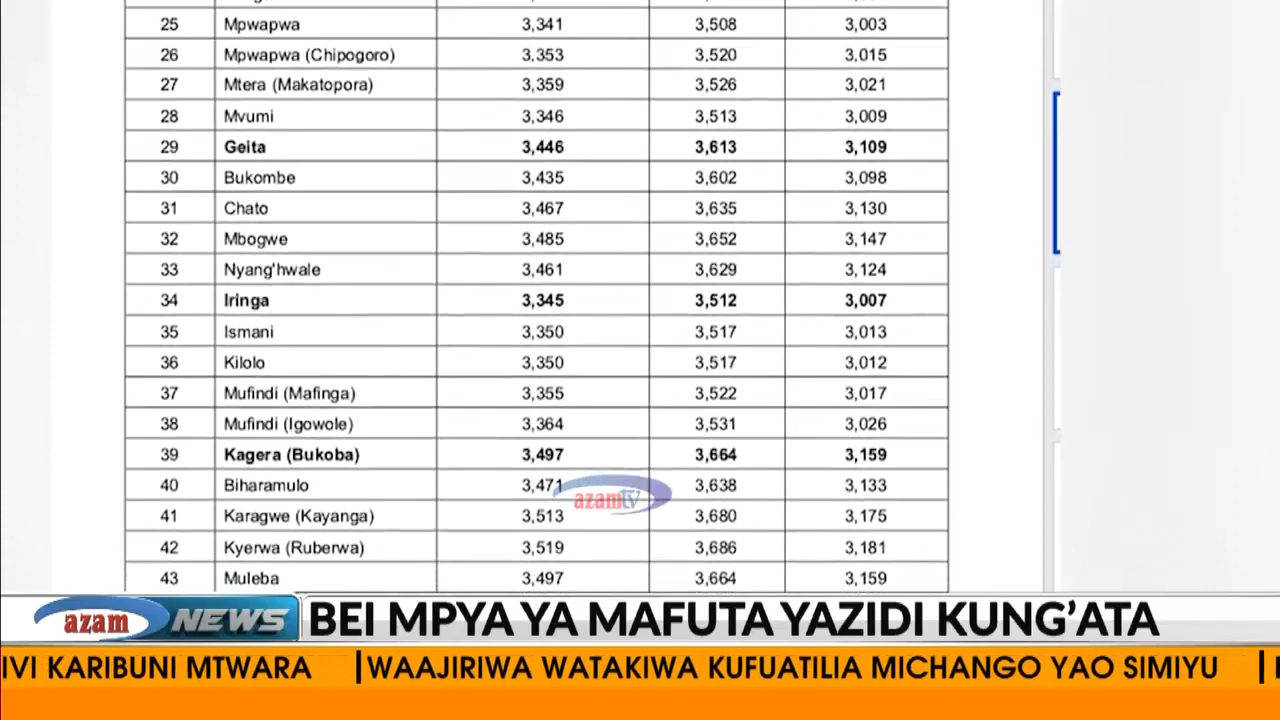 25 Mpwapwa 3,341 3,508 3,003
26 Mpwapwa (Chipogoro) 3,353 3,520 3,015
27 Mtera (Makatopora) 3,359 3,526 3,021
28 Mvumi 3,346 3,513 3,009
29 Geita 3,446 3,613 3,109
30 Bukombe 3,435 3,602 3,098
31 Chato 3,467 3,635 3,130
32 Mbogwe 3,485 3,652 3,147
33 Nyang'hwale 3,461 3,629 3,124
34 Iringa 3,345 3,512 3,007
35 Ismani 3,350 3,517 3,013
36 Kilolo 3,350 3,517 3,012
37 Mufindi (Mafinga) 3,355 3,522 3,017
38 Mufindi (Igowole) 3,364 3,531 3,026
39 Kagera (Bukoba) 3,497 3,664 3,159
40 Biharamulo 3,471 3,638 3,133
azamtv
41 Karagwe (Kayanga) 3,513 3,680 3,175
42 Kyerwa (Ruberwa) 3,519 3,686 3,181
43 Muleba 3,497 3,664 3,159
azam NEWS BEI MPYA YA MAFUTA YAZIDI KUNG'ATA
IVI KARIBUNI MTWARA |WAAJIRIWA WATAKIWA KUFUATILIA MICHANGO YAO SIMIYU |